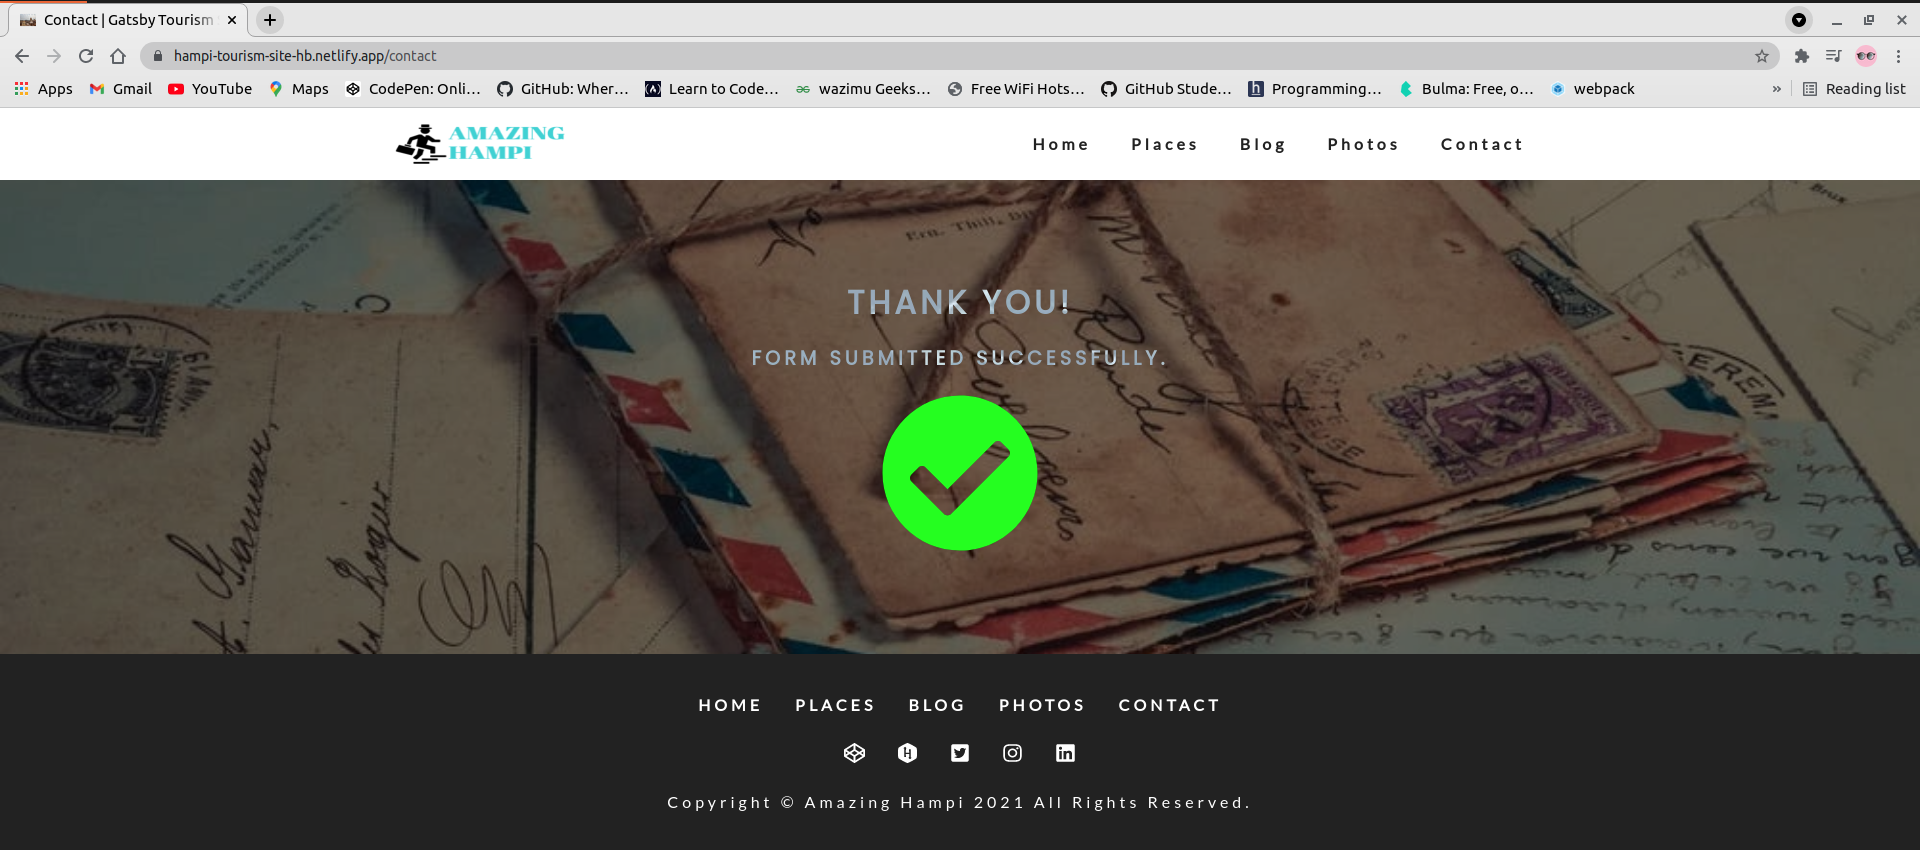 Contact | Gatsby Tourism
hampi-tourism-site-hb.netlify.app/contact
Apps Gmail YouTube Maps CodePen: Onli... GitHub: Wher... Learn to Code... wazimu Geeks... Free WiFi Hots... GitHub Stude... Programming... Bulma: Free, o... webpack » Reading list
AMAZING
HAMPI
Home Places Blog Photos Contact
THANK YOU!
FORM SUBMITTED SUCCESSFULLY.
HOME PLACES BLOG PHOTOS CONTACT
Copyright © Amazing Hampi 2021 All Rights Reserved.